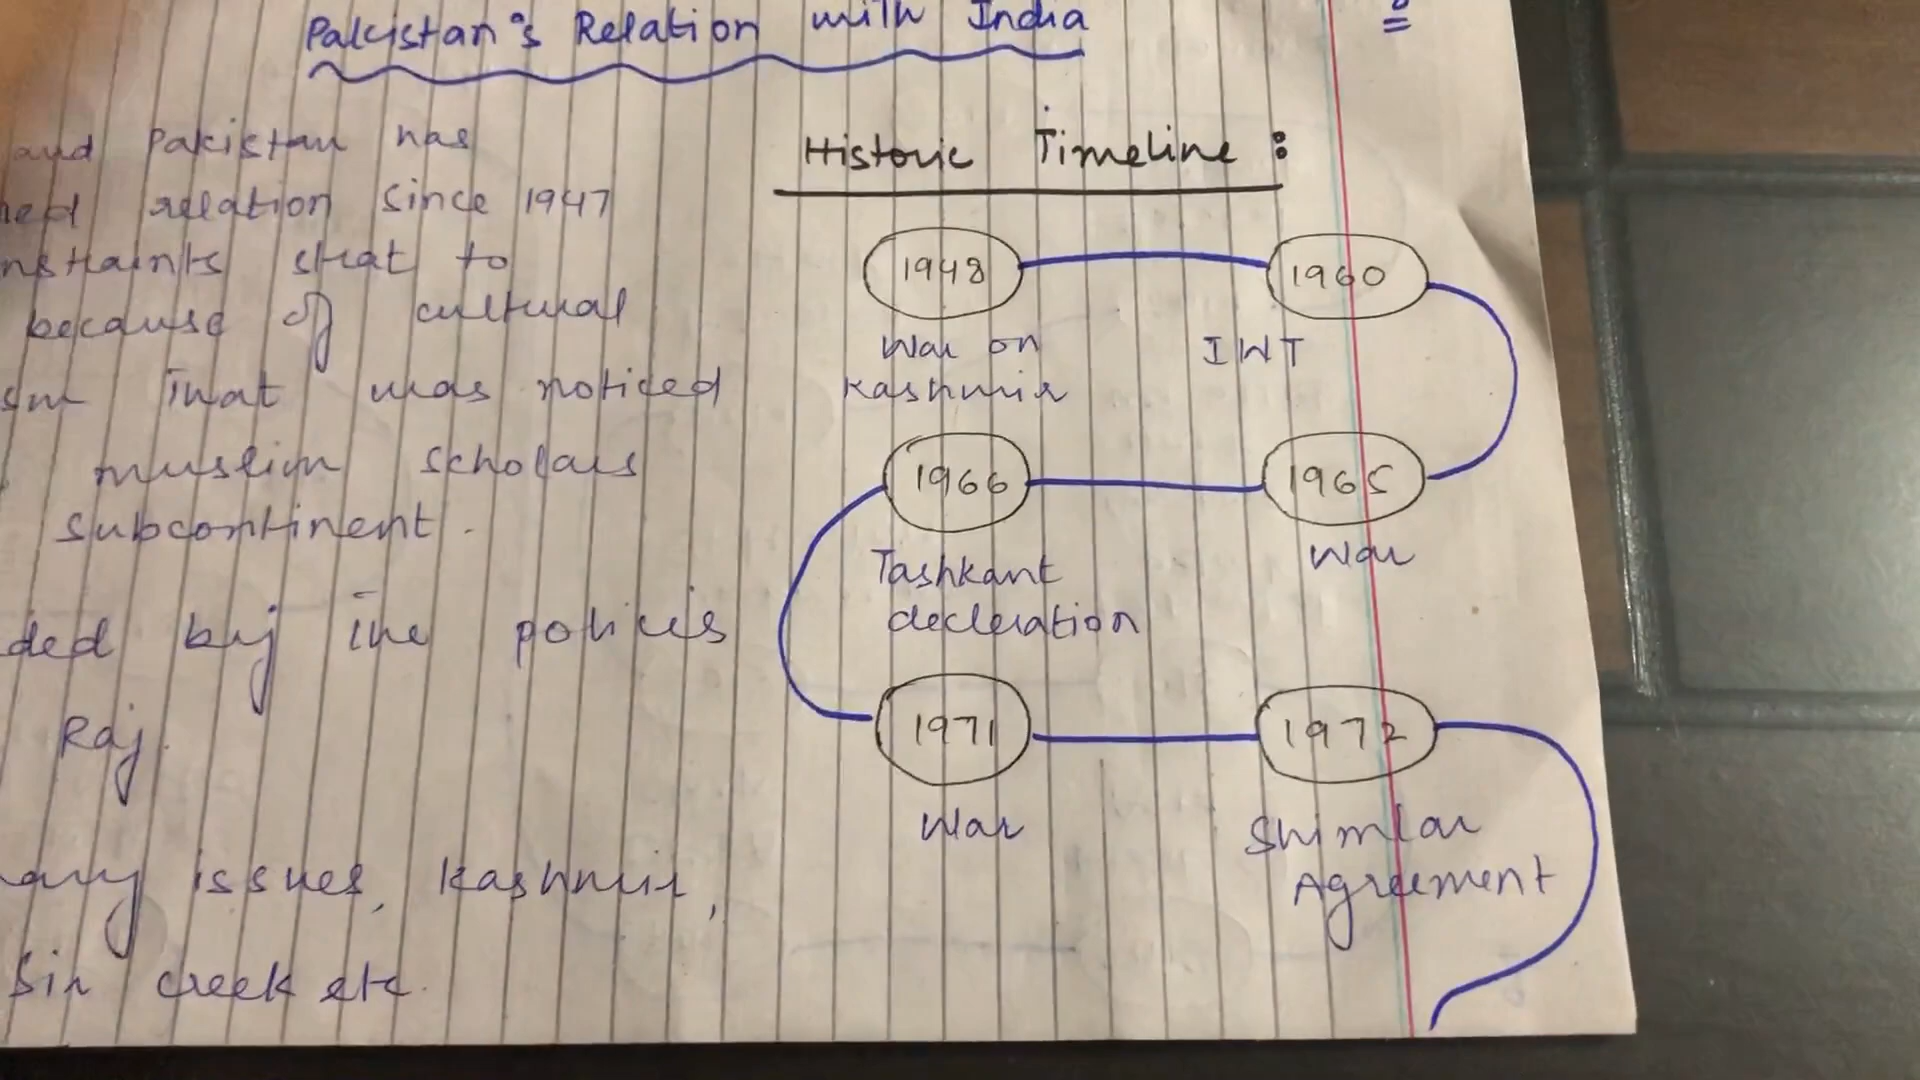 Pakistan's Relation with India
and Pakistan has
relation since 1947
that to
because of cultural
that was noticed
muslim scholars
subcontinent.
by the policies
Raj.
issues, Kashmir,
Sir creek etc.
Historic Timeline :
1948 1960
War on IWT
Kashmir
1966 1965
Tashkant War
decleration
1971 1972
War Shimla
Agreement